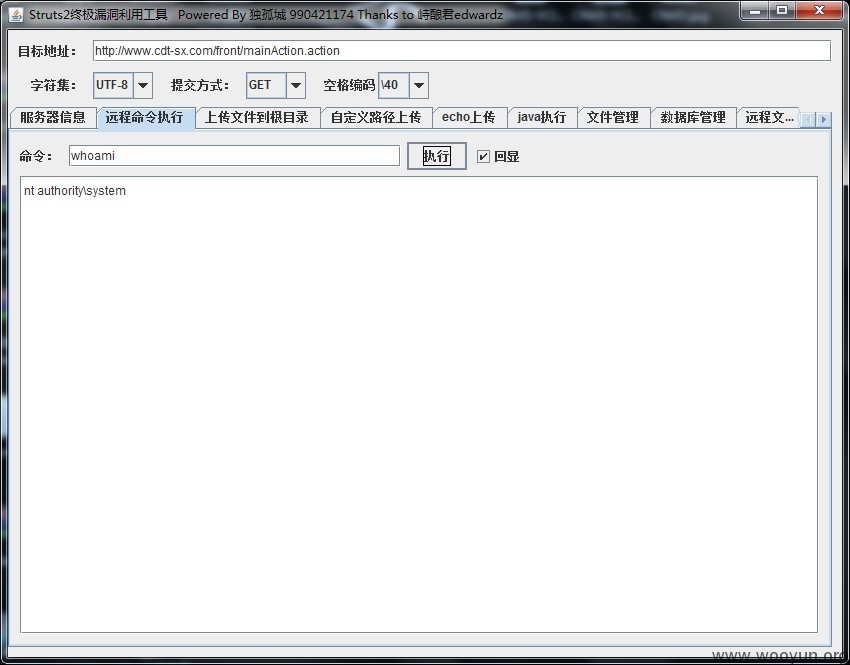 Struts2终极漏洞利用工具 Powered By 独孤城 990421174 Thanks to 峙酿君edwardz
目标地址： http://www.cdt-sx.com/front/mainAction.action
字符集： UTF-8 提交方式： GET 空格编码 \40
服务器信息 远程命令执行 上传文件到根目录 自定义路径上传 echo上传 java执行 文件管理 数据库管理 远程文...
命令： whoami 执行 回显
nt authority\system
www.wooyun.org